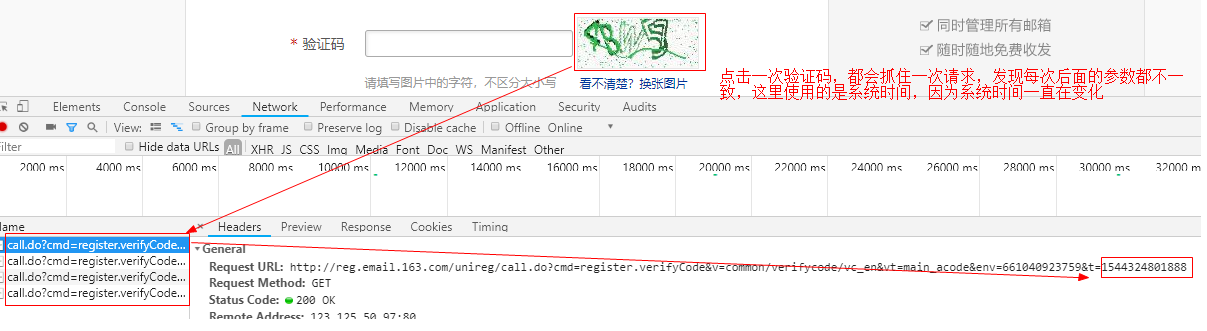 同时管理所有邮箱
* 验证码
随时随地免费收发
请填写图片中的字符，不区分大小写
看不清楚？换张图片
点击一次验证码，都会抓住一次请求，发现每次后面的参数都不一
致，这里使用的是系统时间，因为系统时间一直在变化
Elements Console Sources Network Performance Memory Application Security Audits
View: Group by frame Preserve log Disable cache Offline Online
Filter Hide data URLs All XHR JS CSS Img Media Font Doc WS Manifest Other
2000 ms 4000 ms 6000 ms 8000 ms 10000 ms 12000 ms 14000 ms 16000 ms 18000 ms 20000 ms 22000 ms 24000 ms 26000 ms 28000 ms 30000 ms 32000 ms
Name × Headers Preview Response Cookies Timing
call.do?cmd=register.verifyCode...
call.do?cmd=register.verifyCode...
call.do?cmd=register.verifyCode...
call.do?cmd=register.verifyCode...
General
Request URL: http://reg.email.163.com/unireg/call.do?cmd=register.verifyCode&v=common/verifycode/vc_en&vt=main_acode&env=661040923759&t=1544324801888
Request Method: GET
Status Code: 200 OK
Remote Address: 123.125.50.97:80